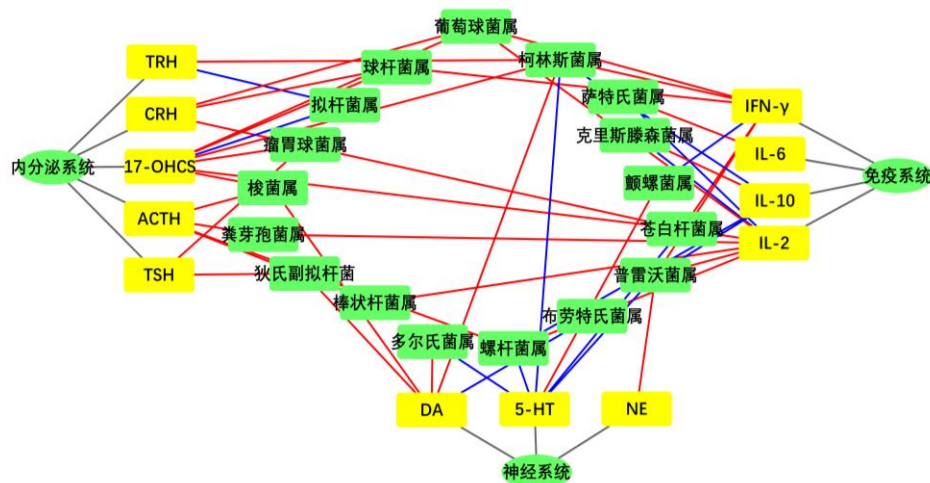 葡萄球菌属
TRH
球杆菌属
柯林斯菌属
拟杆菌属
萨特氏菌属
CRH
IFN-γ
瘤胃球菌属
克里斯滕森菌属
内分泌系统
17-OHCS
IL-6
免疫系统
梭菌属
颤螺菌属
IL-10
ACTH
粪芽孢菌属
苍白杆菌属
IL-2
TSH
狄氏副拟杆菌
普雷沃菌属
棒状杆菌属
布劳特氏菌属
多尔氏菌属
螺杆菌属
DA
5-HT
NE
神经系统